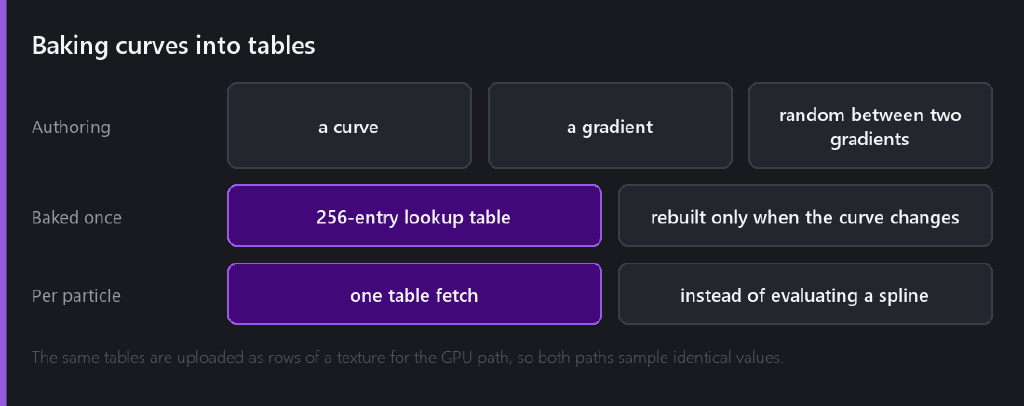 Baking curves into tables
Authoring
a curve
a gradient
random between two
gradients
Baked once
256-entry lookup table
rebuilt only when the curve changes
Per particle
one table fetch
instead of evaluating a spline
The same tables are uploaded as rows of a texture for the GPU path, so both paths sample identical values.